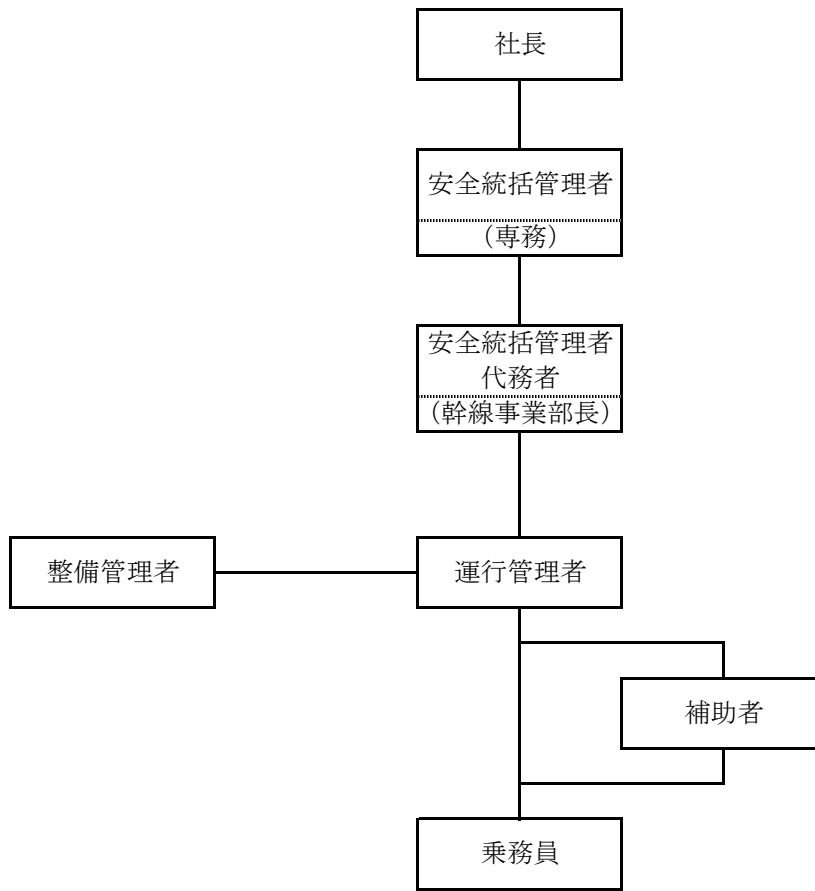 社長
安全統括管理者
（専務）
安全統括管理者
代務者
（幹線事業部長）
整備管理者
運行管理者
補助者
乗務員